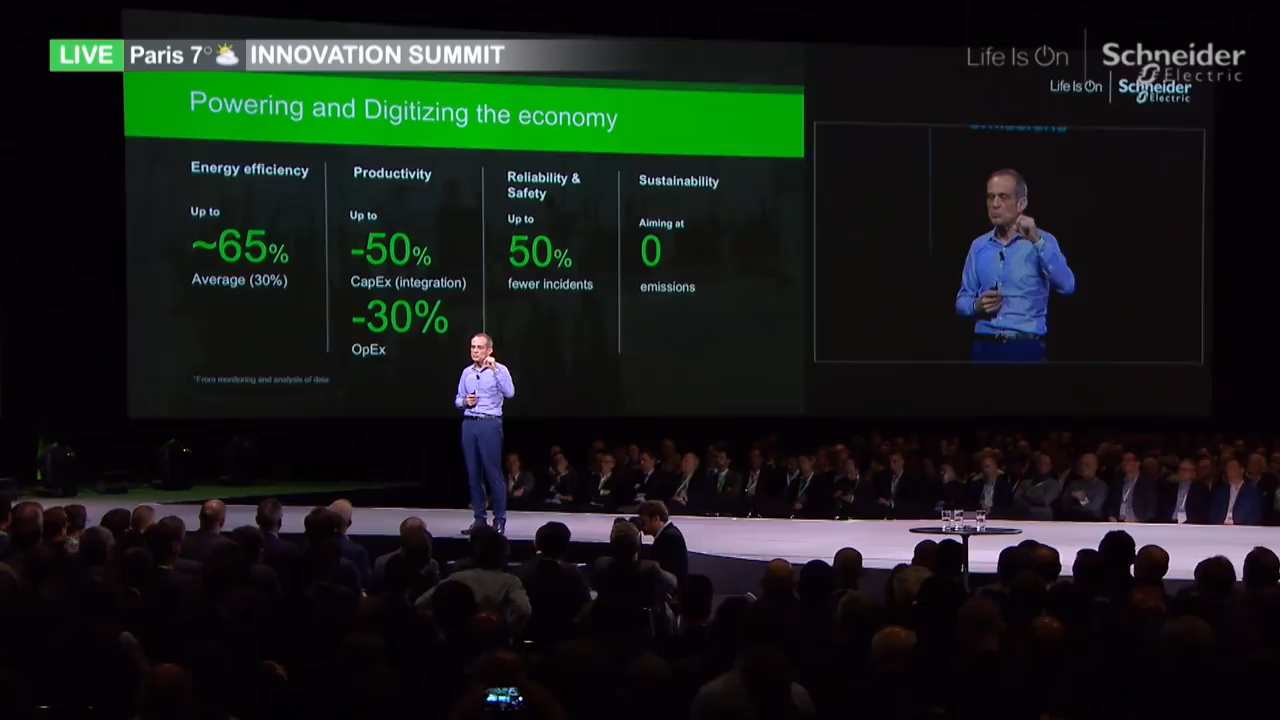 LIVE Paris 7° INNOVATION SUMMIT
Life Is On | Schneider Electric
Life Is On | Schneider Electric
Powering and Digitizing the economy
emissions
Energy efficiency
Up to
~65%
Average (30%)
Productivity
Up to
-50%
CapEx (integration)
-30%
OpEx
Reliability &
Safety
Up to
50%
fewer incidents
Sustainability
Aiming at
0
emissions
*From monitoring and analysis of data